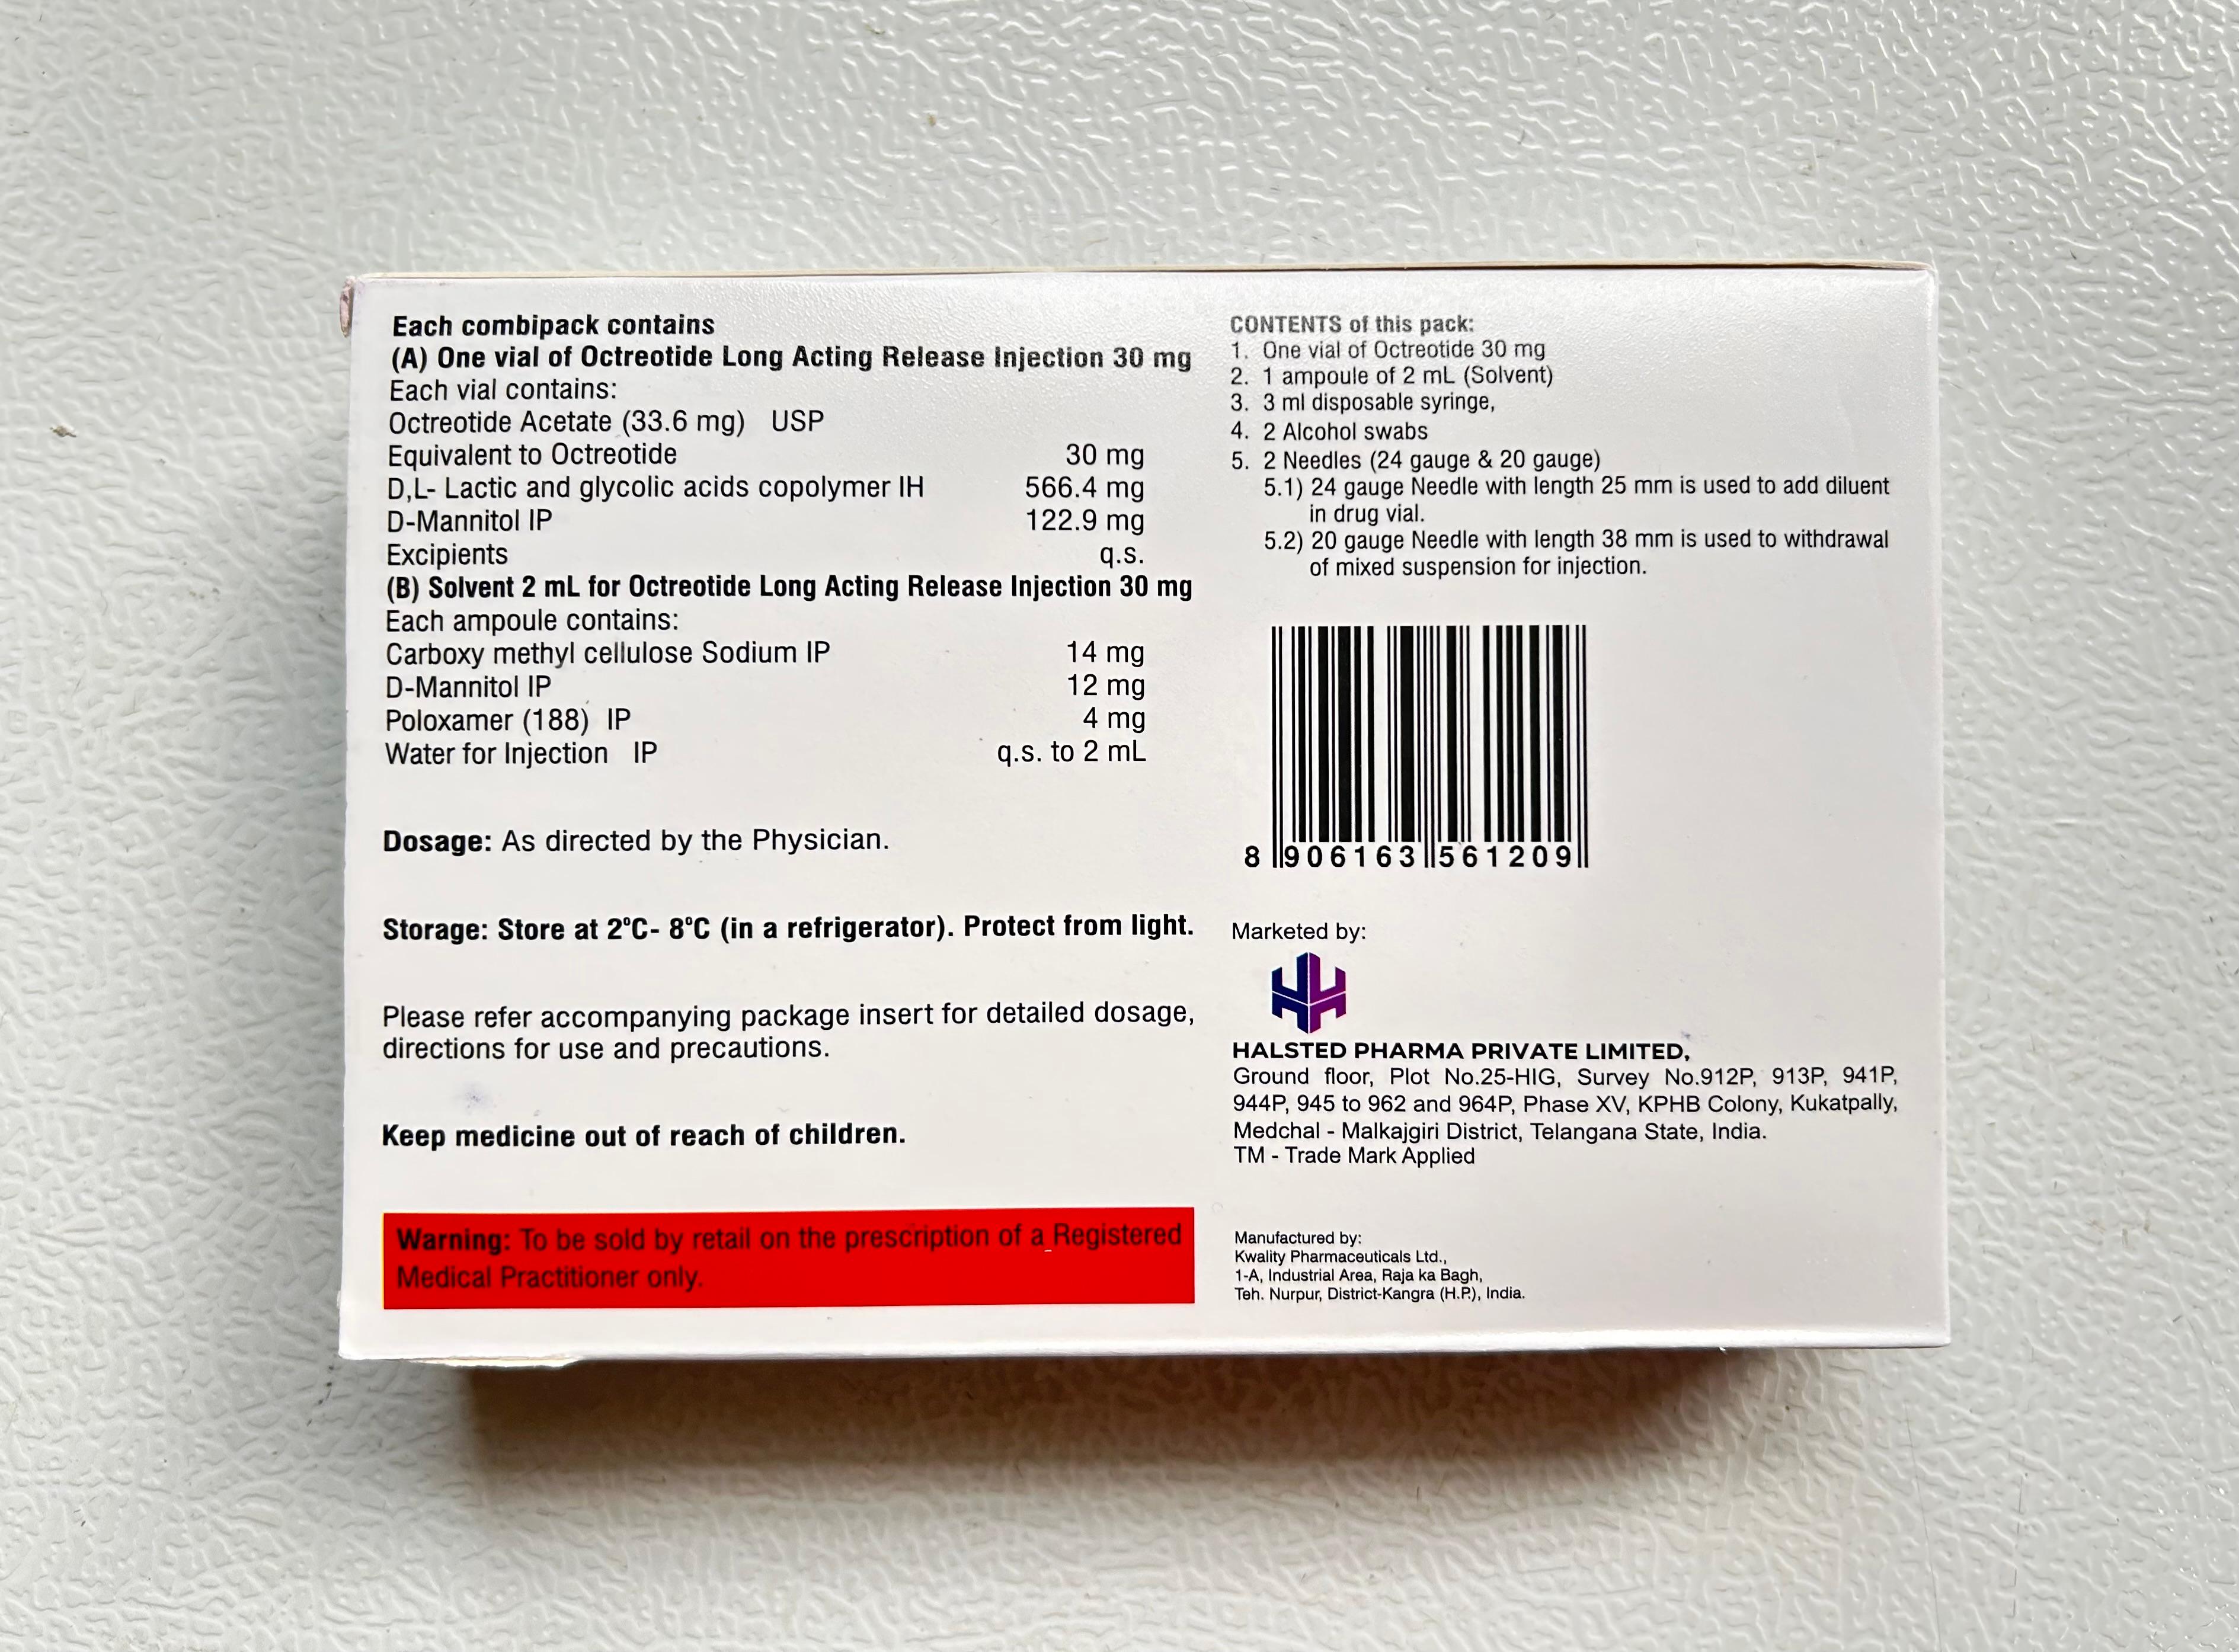 Each combipack contains
(A) One vial of Octreotide Long Acting Release Injection 30 mg
Each vial contains:
Octreotide Acetate (33.6 mg) USP
Equivalent to Octreotide 30 mg
D,L- Lactic and glycolic acids copolymer IH 566.4 mg
D-Mannitol IP 122.9 mg
Excipients q.s.
(B) Solvent 2 mL for Octreotide Long Acting Release Injection 30 mg
Each ampoule contains:
Carboxy methyl cellulose Sodium IP 14 mg
D-Mannitol IP 12 mg
Poloxamer (188) IP 4 mg
Water for Injection IP q.s. to 2 mL
Dosage: As directed by the Physician.
Storage: Store at 2°C- 8°C (in a refrigerator). Protect from light.
Please refer accompanying package insert for detailed dosage,
directions for use and precautions.
Keep medicine out of reach of children.
Warning: To be sold by retail on the prescription of a Registered
Medical Practitioner only.
CONTENTS of this pack:
1. One vial of Octreotide 30 mg
2. 1 ampoule of 2 mL (Solvent)
3. 3 ml disposable syringe,
4. 2 Alcohol swabs
5. 2 Needles (24 gauge & 20 gauge)
5.1) 24 gauge Needle with length 25 mm is used to add diluent
in drug vial.
5.2) 20 gauge Needle with length 38 mm is used to withdrawal
of mixed suspension for injection.
8 906163 561209
Marketed by:
HALSTED PHARMA PRIVATE LIMITED,
Ground floor, Plot No.25-HIG, Survey No.912P, 913P, 941P,
944P, 945 to 962 and 964P, Phase XV, KPHB Colony, Kukatpally,
Medchal - Malkajgiri District, Telangana State, India.
TM - Trade Mark Applied
Manufactured by:
Kwality Pharmaceuticals Ltd.,
1-A, Industrial Area, Raja ka Bagh,
Teh. Nurpur, District-Kangra (H.P.), India.